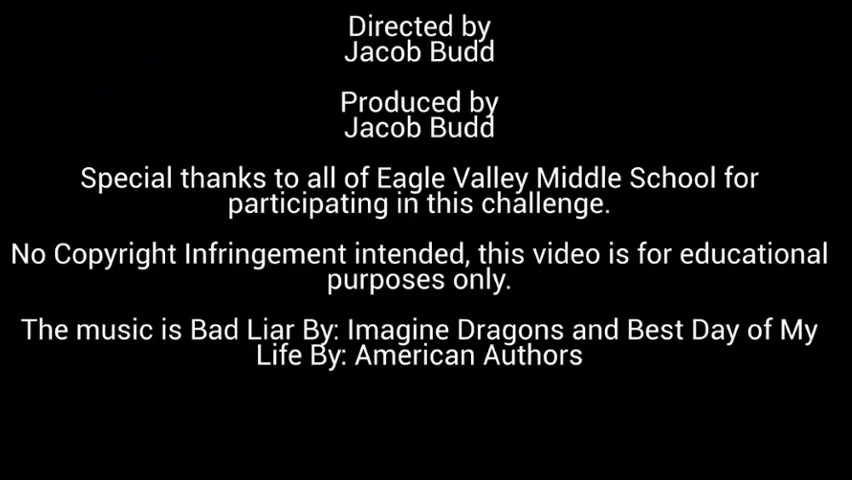 Directed by
Jacob Budd
Produced by
Jacob Budd
Special thanks to all of Eagle Valley Middle School for
participating in this challenge.
No Copyright Infringement intended, this video is for educational
purposes only.
The music is Bad Liar By: Imagine Dragons and Best Day of My
Life By: American Authors